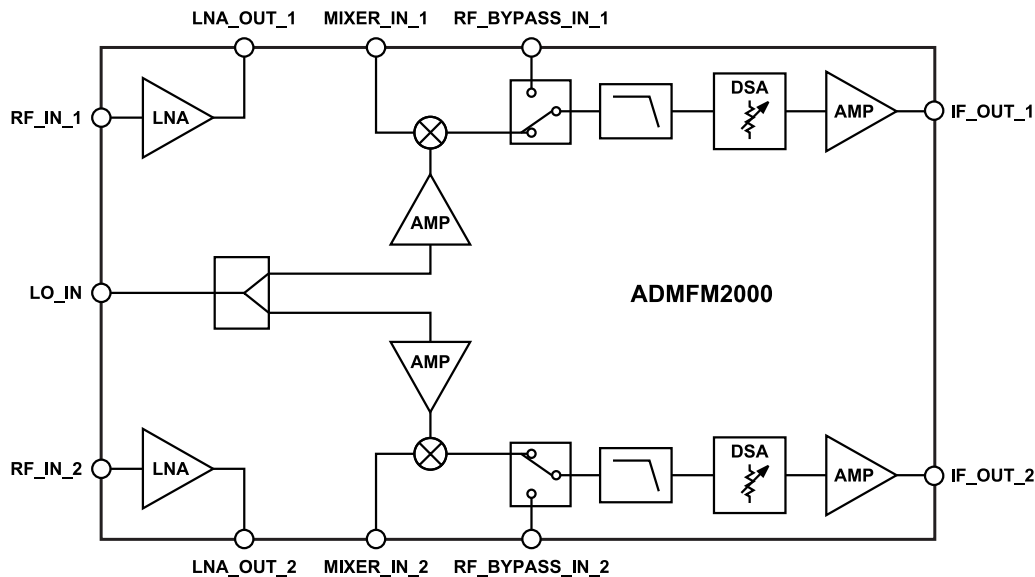 LNA_OUT_1 MIXER_IN_1 RF_BYPASS_IN_1
RF_IN_1
LNA
DSA
AMP
IF_OUT_1
AMP
LO_IN
ADMFM2000
AMP
RF_IN_2
LNA
DSA
AMP
IF_OUT_2
LNA_OUT_2 MIXER_IN_2 RF_BYPASS_IN_2